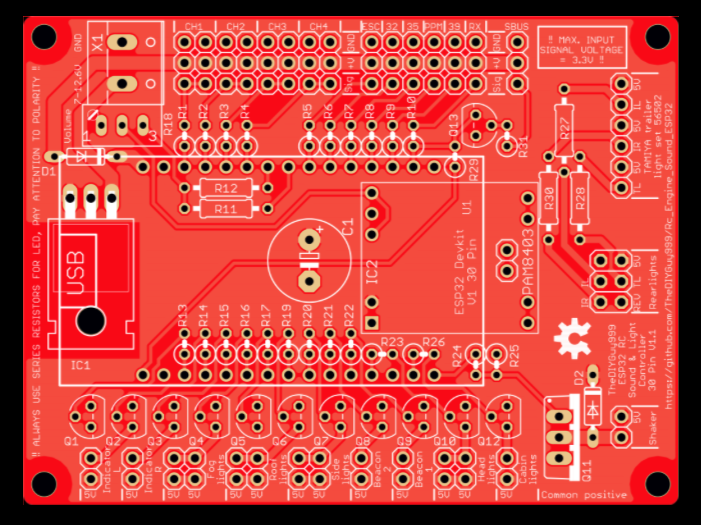 CH1 CH2 CH3 CH4 ESC 32 35 PPM 39 RX SBUS
GND
X1
7-12,6V
Sig +V GND
Sig +V GND
!! MAX. INPUT
SIGNAL VOLTAGE
= 3.3V !!
!! ALWAYS USE SERIES RESISTORS FOR LED, PAY ATTENTION TO POLARITY !!
Volume
1
3
R18
R1
R2
R3
R4
R5
R6
R7
R8
R9
R10
Q13
R31
R29
D1
R12
R11
C1
+
USB
IC1
IC2
U1
ESP32 Devkit
V1 30 Pin
PAM8403
R27
R30
R28
5V
IL
5V
IR
5V
TL
TAMIYA trailer
light set 56502
IL TL 5V
IR REV
Rearlights
https://github.com/TheDIYGuy999/Rc_Engine_Sound_ESP32
R13
R14
R15
R16
R17
R19
R20
R21
R22
R23
R26
R24
R25
TheDIYGuy999
ESP32 RC
Sound & Light
Controller
30 Pin V1.1
D2
5V
Shaker
Q11
Q1
Q2
Q3
Q4
Q5
Q6
Q7
Q8
Q9
Q10
Q12
Indicator
L
Indicator
R
Fog
lights
Roof
lights
Side
lights
Beacon
2
Beacon
1
Head
lights
Cabin
lights
5V 5V 5V 5V 5V 5V 5V 5V 5V 5V 5V
Common positive